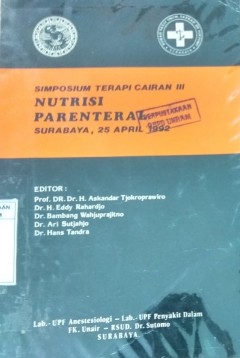 SIMPOSIUM TERAPI CAIRAN III
NUTRISI
PARENTERAL
SURABAYA, 25 APRIL 1992
PERPUSTAKAAN
EDITOR :
Prof. DR. Dr. H. Askandar Tjokroprawiro
Dr. H. Eddy Rahardjo
Dr. Bambang Wahjuprajitno
Dr. Ari Sutjahjo
Dr. Hans Tandra
Lab.-UPF Anestesiologi - Lab.-UPF Penyakit Dalam
FK. Unair - RSUD. Dr. Sutomo
SURABAYA